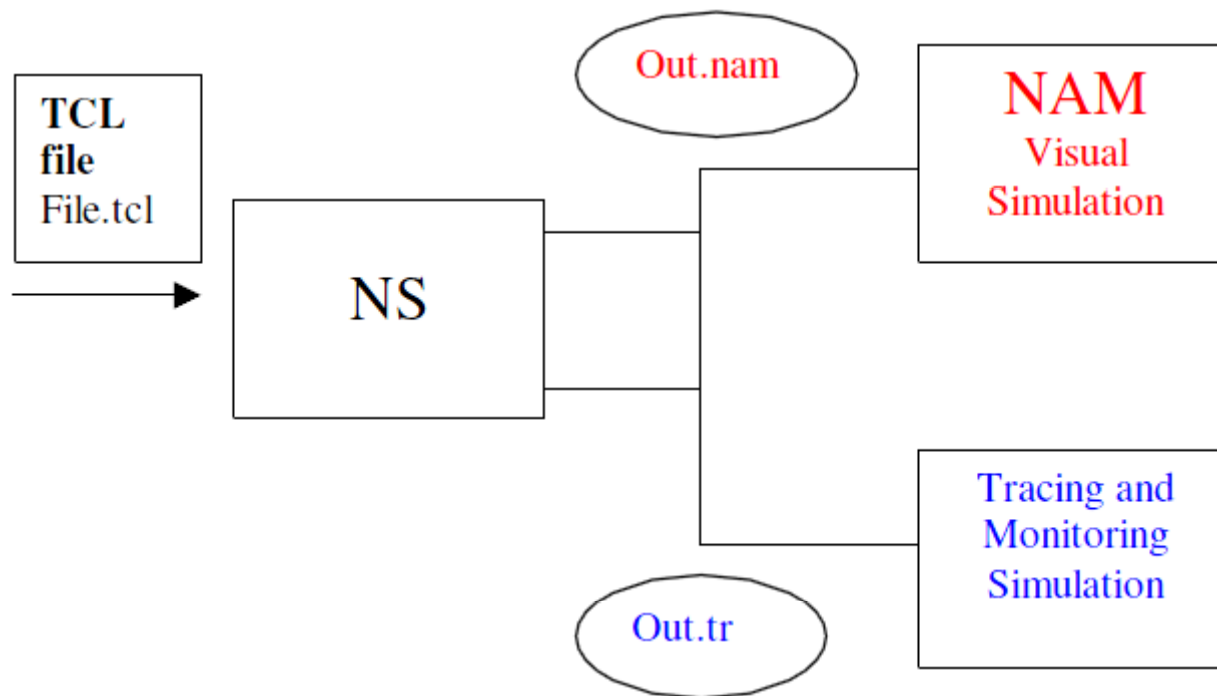 TCL
file
File.tcl
NS
Out.nam
NAM
Visual
Simulation
Out.tr
Tracing and
Monitoring
Simulation